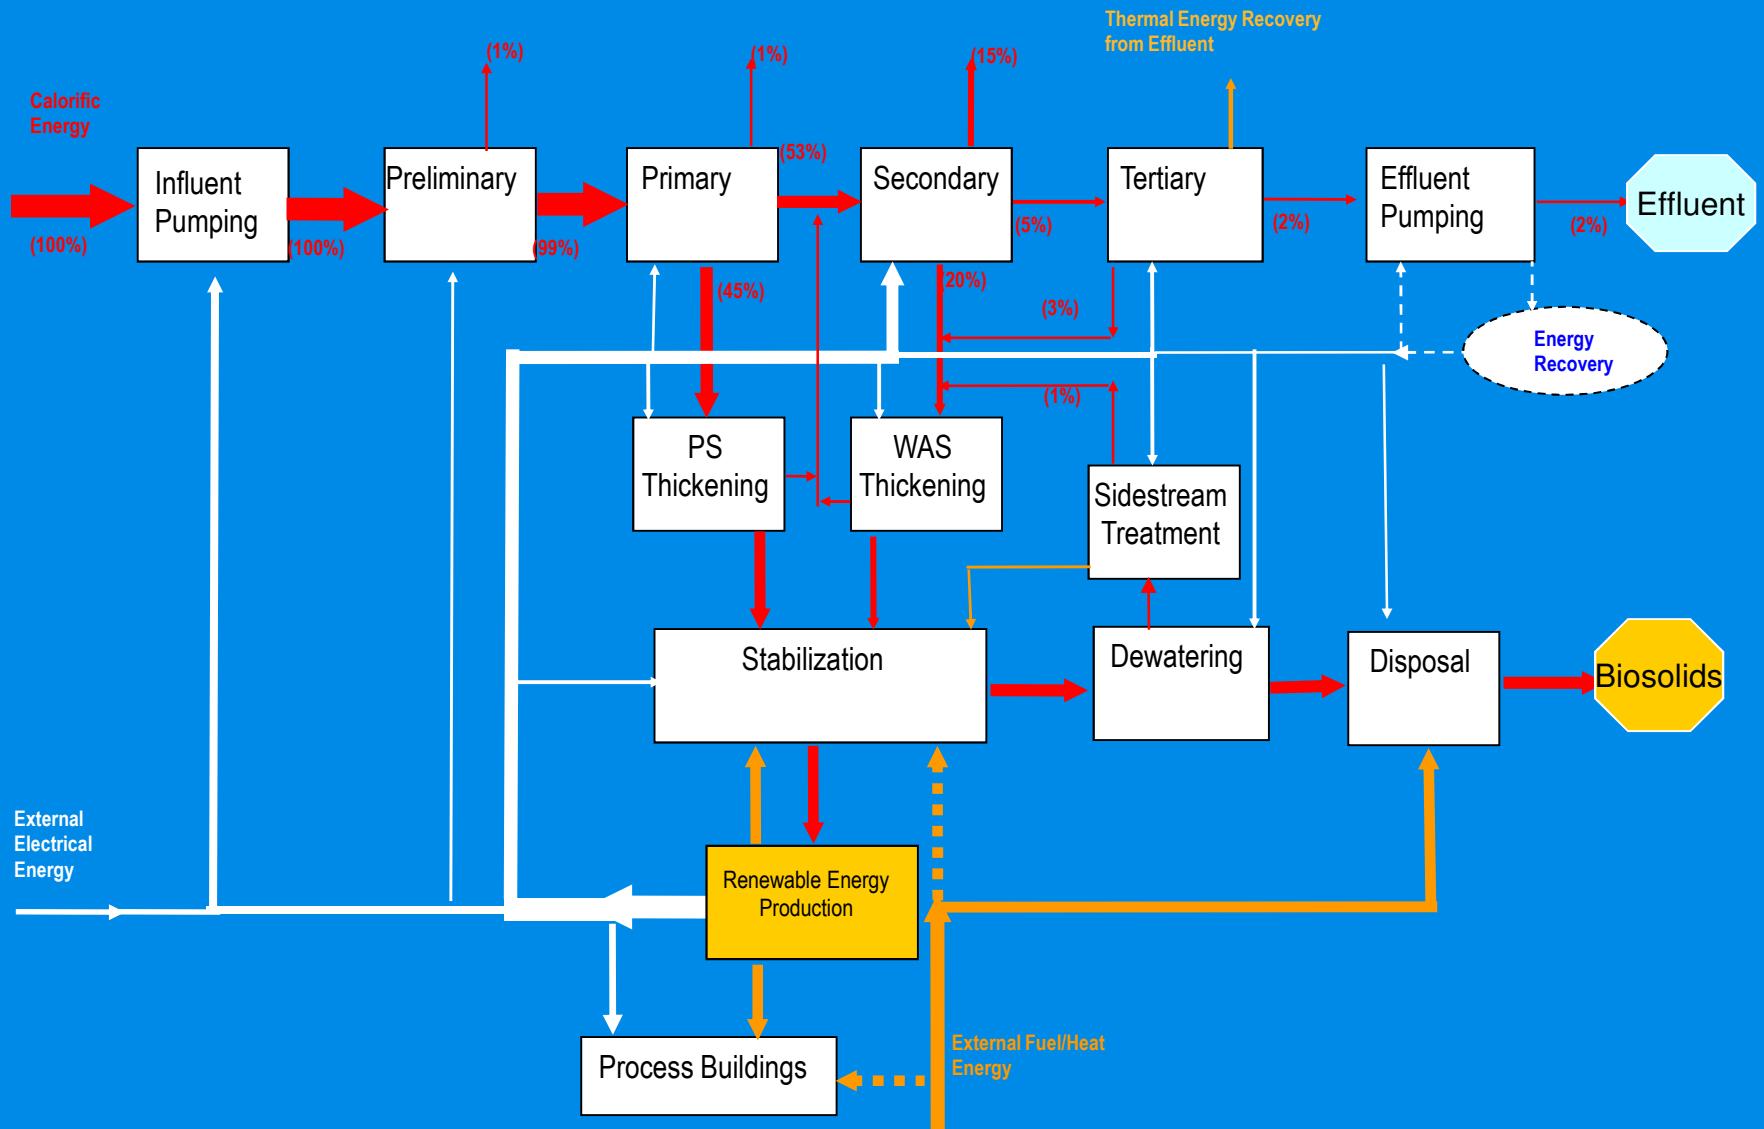 Thermal Energy Recovery
from Effluent
(1%)
(1%)
(15%)
Calorific
Energy
(53%)
Influent
Pumping
Preliminary
Primary
Secondary
Tertiary
Effluent
Pumping
Effluent
(100%)
(100%)
(99%)
(5%)
(2%)
(2%)
(45%)
(20%)
(3%)
Energy
Recovery
(1%)
PS
Thickening
WAS
Thickening
Sidestream
Treatment
Stabilization
Dewatering
Disposal
Biosolids
External
Electrical
Energy
Renewable Energy
Production
External Fuel/Heat
Energy
Process Buildings